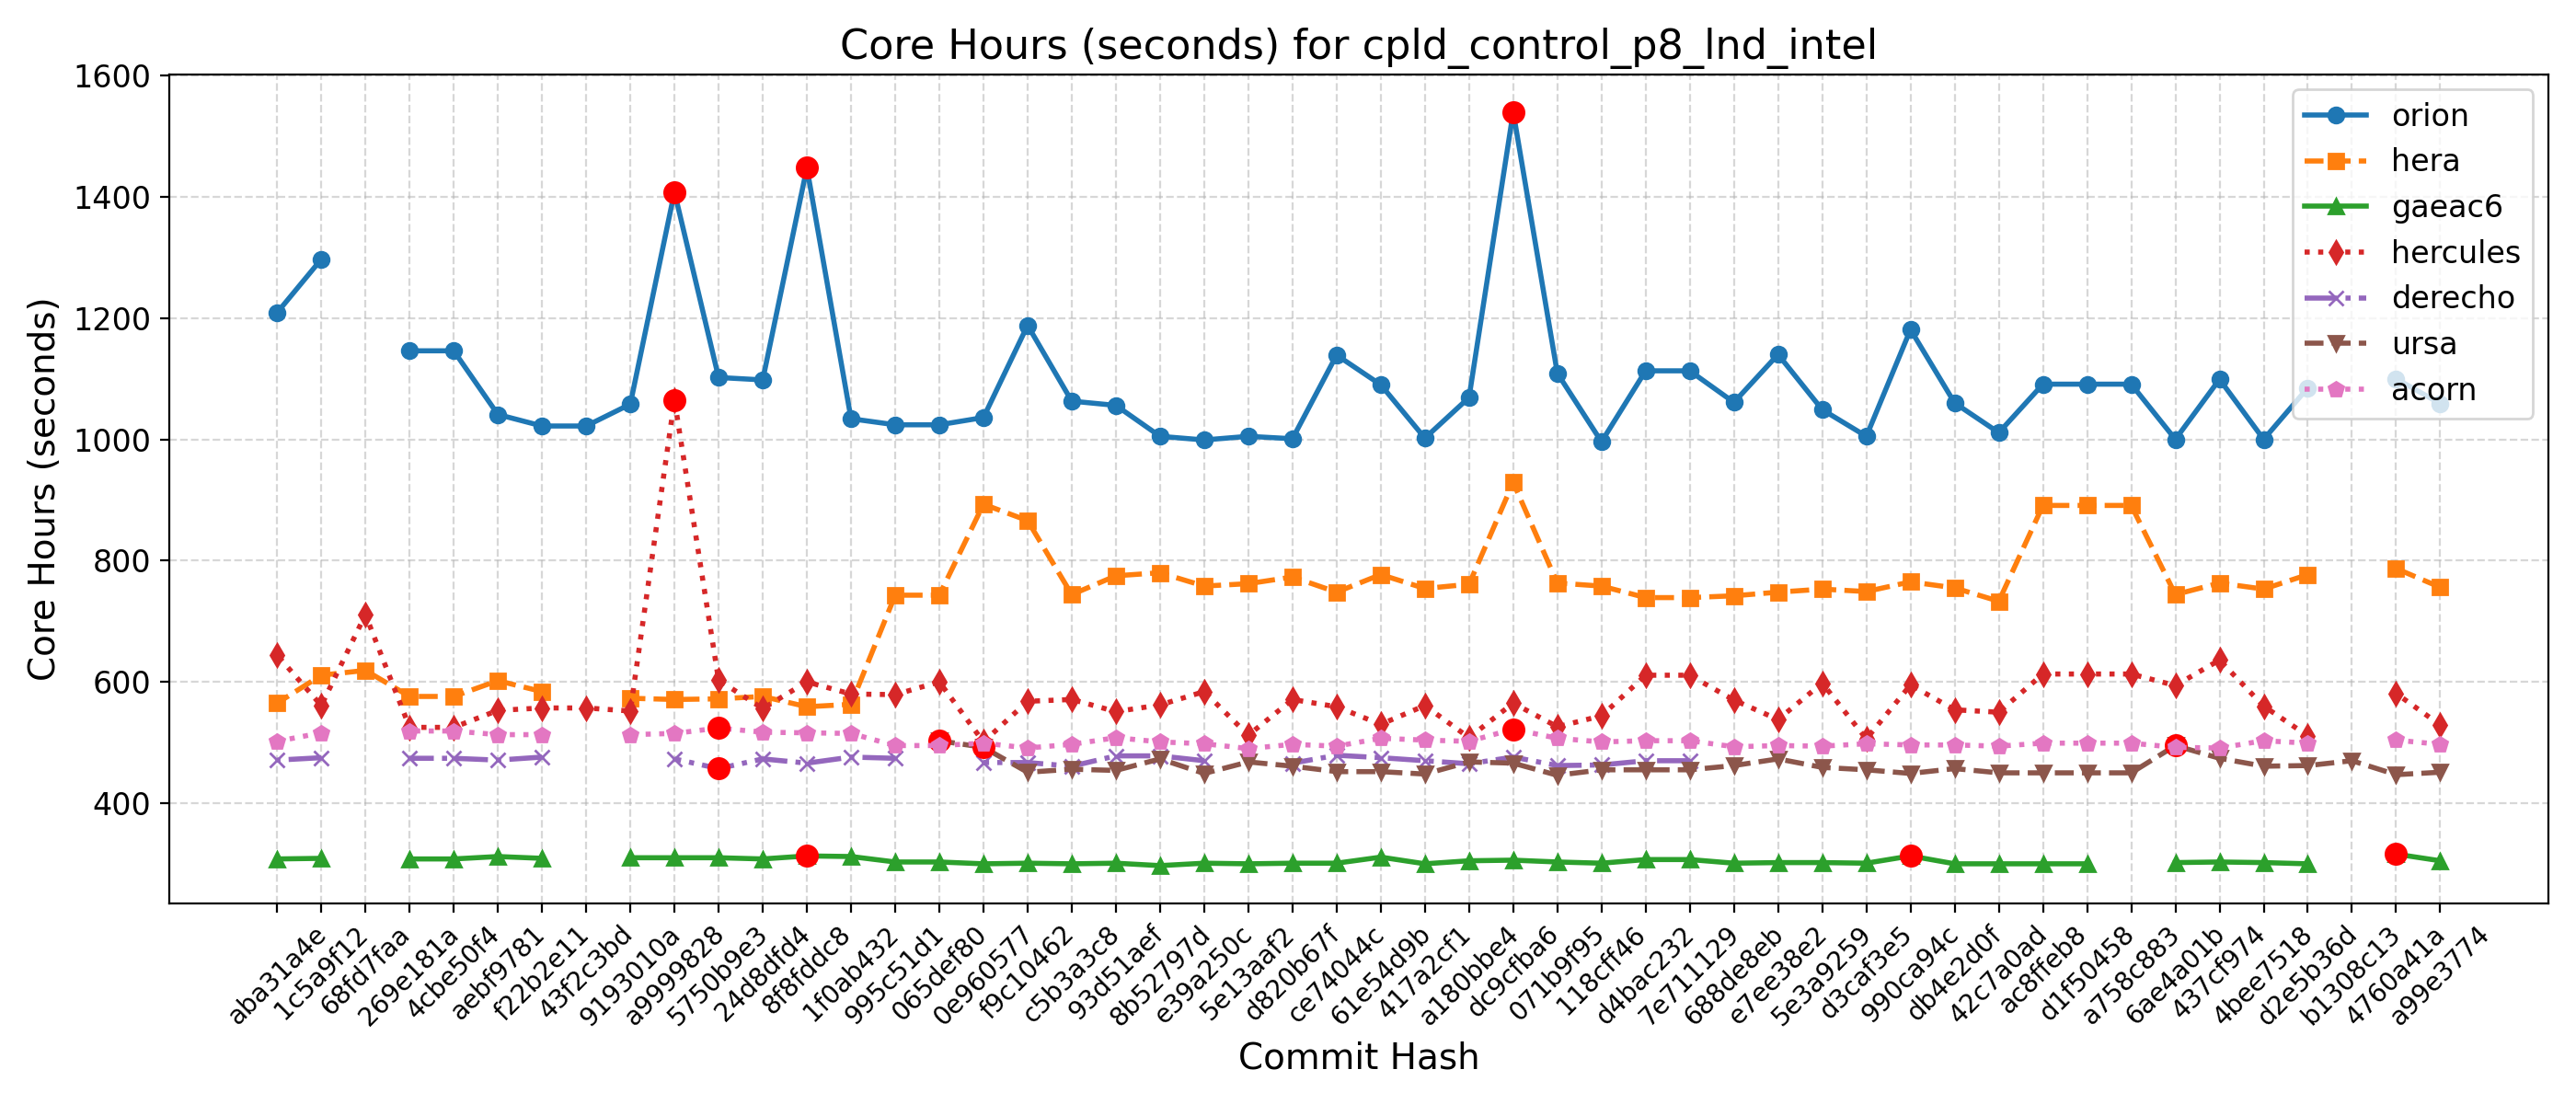 Core Hours (seconds) for cpld_control_p8_lnd_intel
Core Hours (seconds)
1600
1400
1200
1000
800
600
400
orion
hera
gaeac6
hercules
derecho
ursa
acorn
aba31a4e
1c5a9f12
68fd7faa
269e181a
4cbe50f4
aebf9781
f22b2e11
43f2c3bd
9193010a
a9999828
5750b9e3
24d8dfd4
8f8fddc8
1f0ab432
995c51d1
065def80
0e960577
f9c10462
c5b3a3c8
93d51aef
8b52797d
e39a250c
5e13aaf2
d820b67f
ce74044c
61e54d9b
417a2cf1
a180bbe4
dc9cfba6
071b9f95
118cff46
d4bac232
7e711129
688de8eb
e7ee38e2
5e3a9259
d3caf3e5
990ca94c
db4e2d0f
42c7a0ad
ac8ffeb8
d1f50458
a758c883
6ae4a01b
437cf974
4bee7518
d2e5b36d
b1308c13
4760a41a
a99e3774
Commit Hash